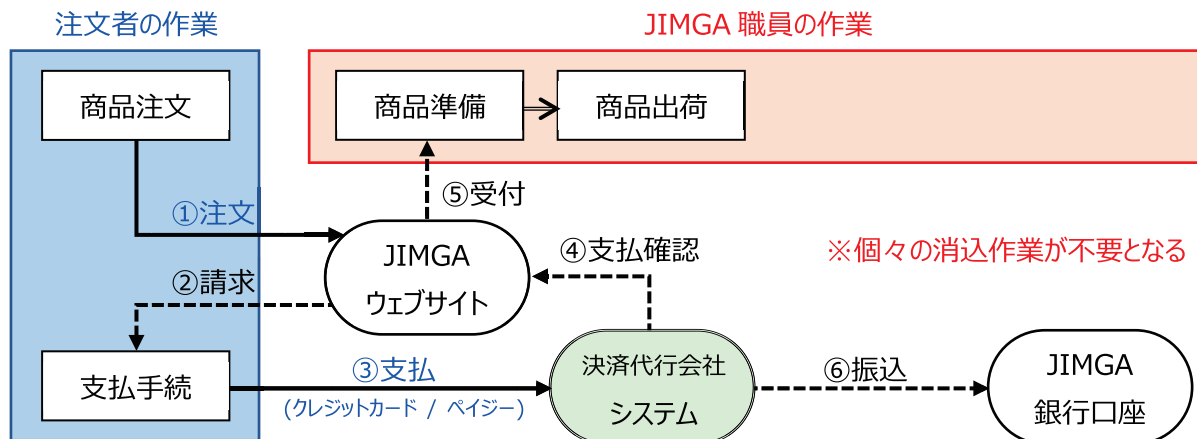 注文者の作業
JIMGA 職員の作業
商品注文
商品準備
商品出荷
⑤受付
①注文
JIMGA
ウェブサイト
④支払確認
※個々の消込作業が不要となる
②請求
支払手続
③支払
(クレジットカード / ペイジー)
決済代行会社
システム
⑥振込
JIMGA
銀行口座